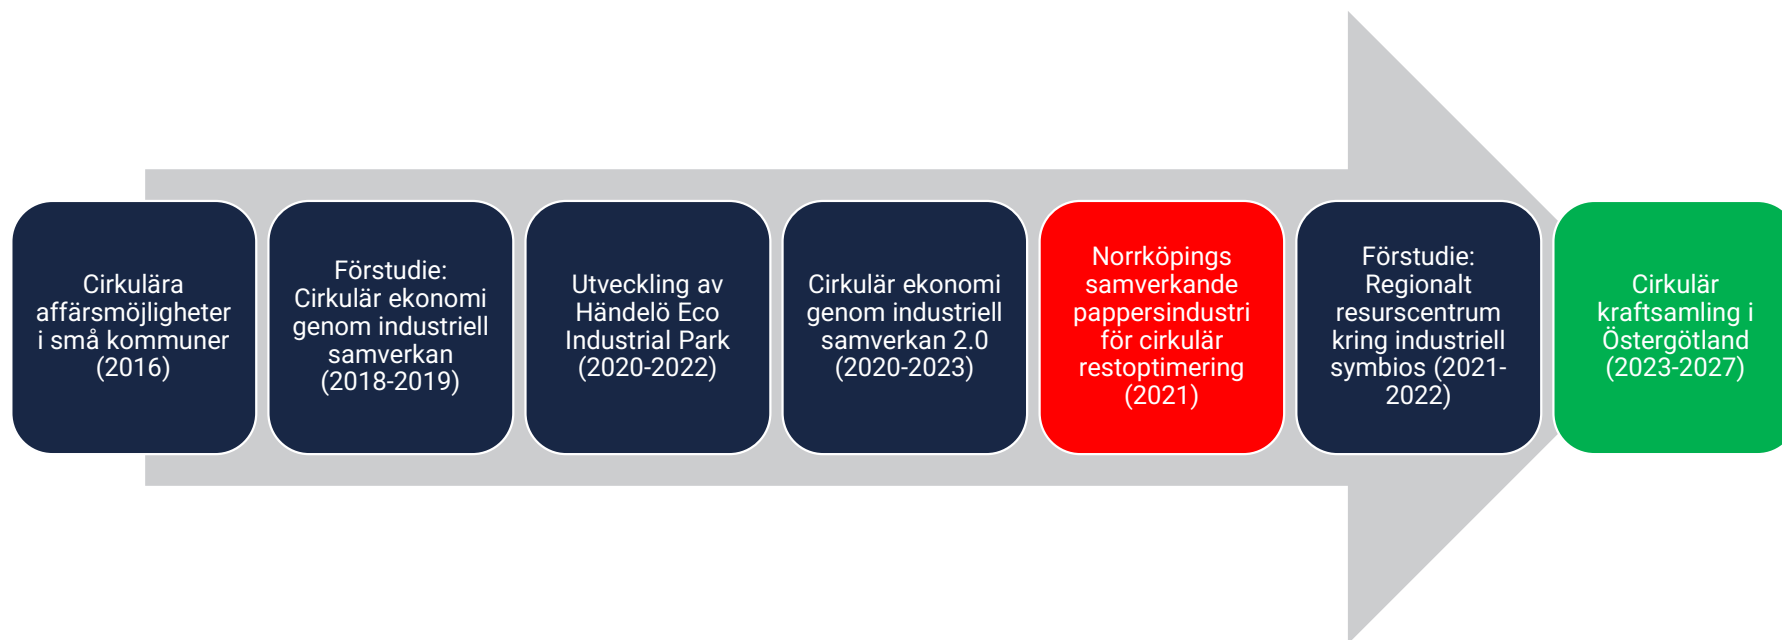 Cirkulära
affärsmöjligheter
i små kommuner
(2016)
Förstudie:
Cirkulär ekonomi
genom industriell
samverkan
(2018-2019)
Utveckling av
Händelö Eco
Industrial Park
(2020-2022)
Cirkulär ekonomi
genom industriell
samverkan 2.0
(2020-2023)
Norrköpings
samverkande
pappersindustri
för cirkulär
restoptimering
(2021)
Förstudie:
Regionalt
resurscentrum
kring industriell
symbios (2021-
2022)
Cirkulär
kraftsamling i
Östergötland
(2023-2027)